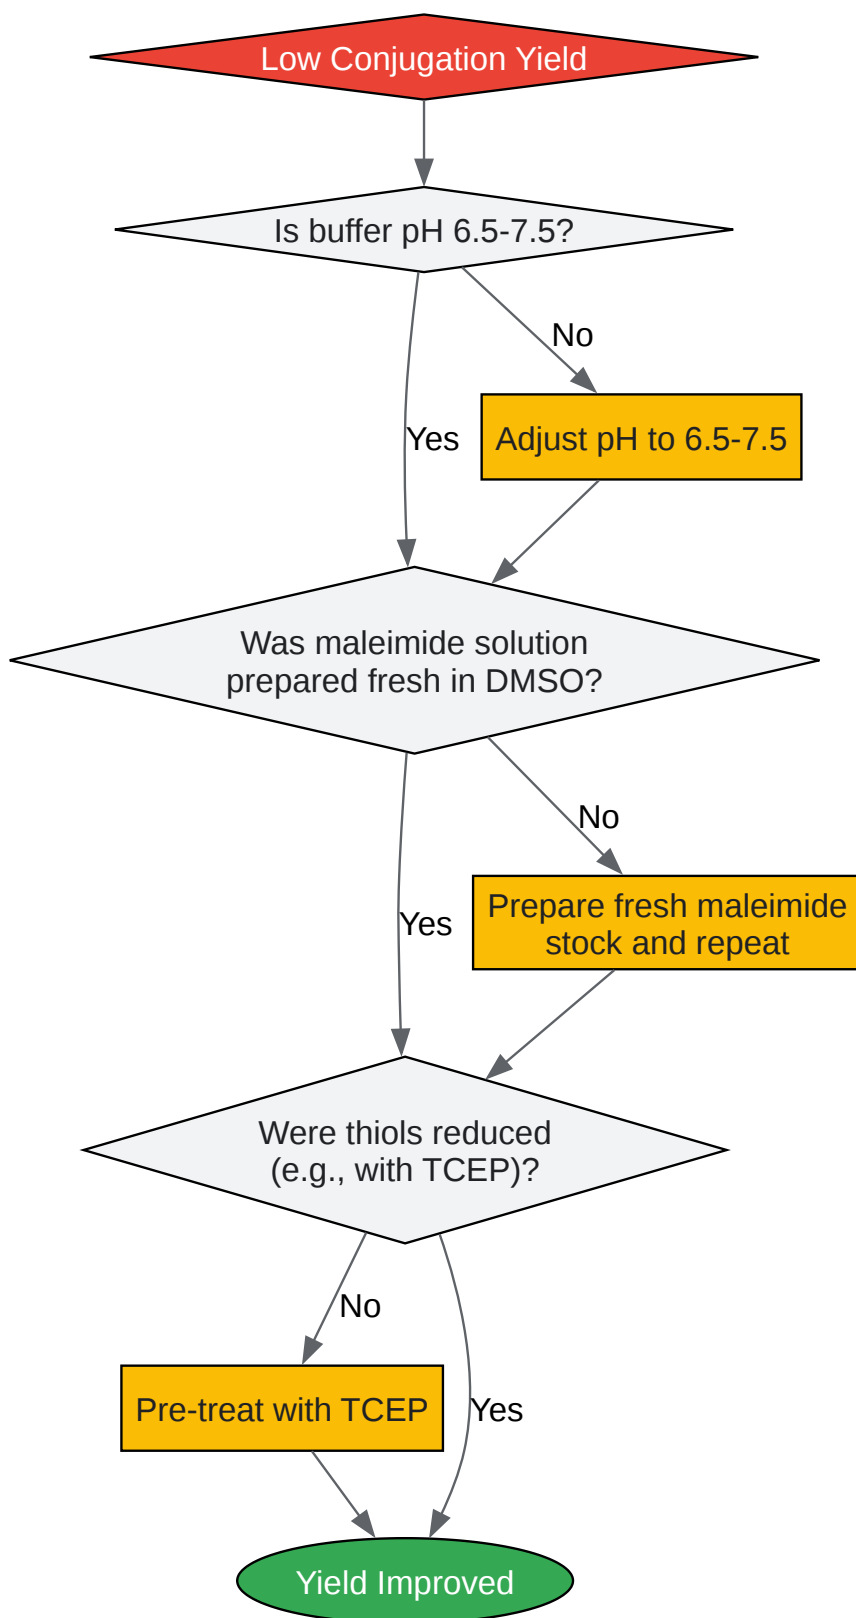 Low Conjugation Yield
Is buffer pH 6.5-7.5?
No
Yes
Adjust pH to 6.5-7.5
Was maleimide solution
prepared fresh in DMSO?
No
Yes
Prepare fresh maleimide
stock and repeat
Were thiols reduced
(e.g., with TCEP)?
No
Pre-treat with TCEP
Yes
Yield Improved